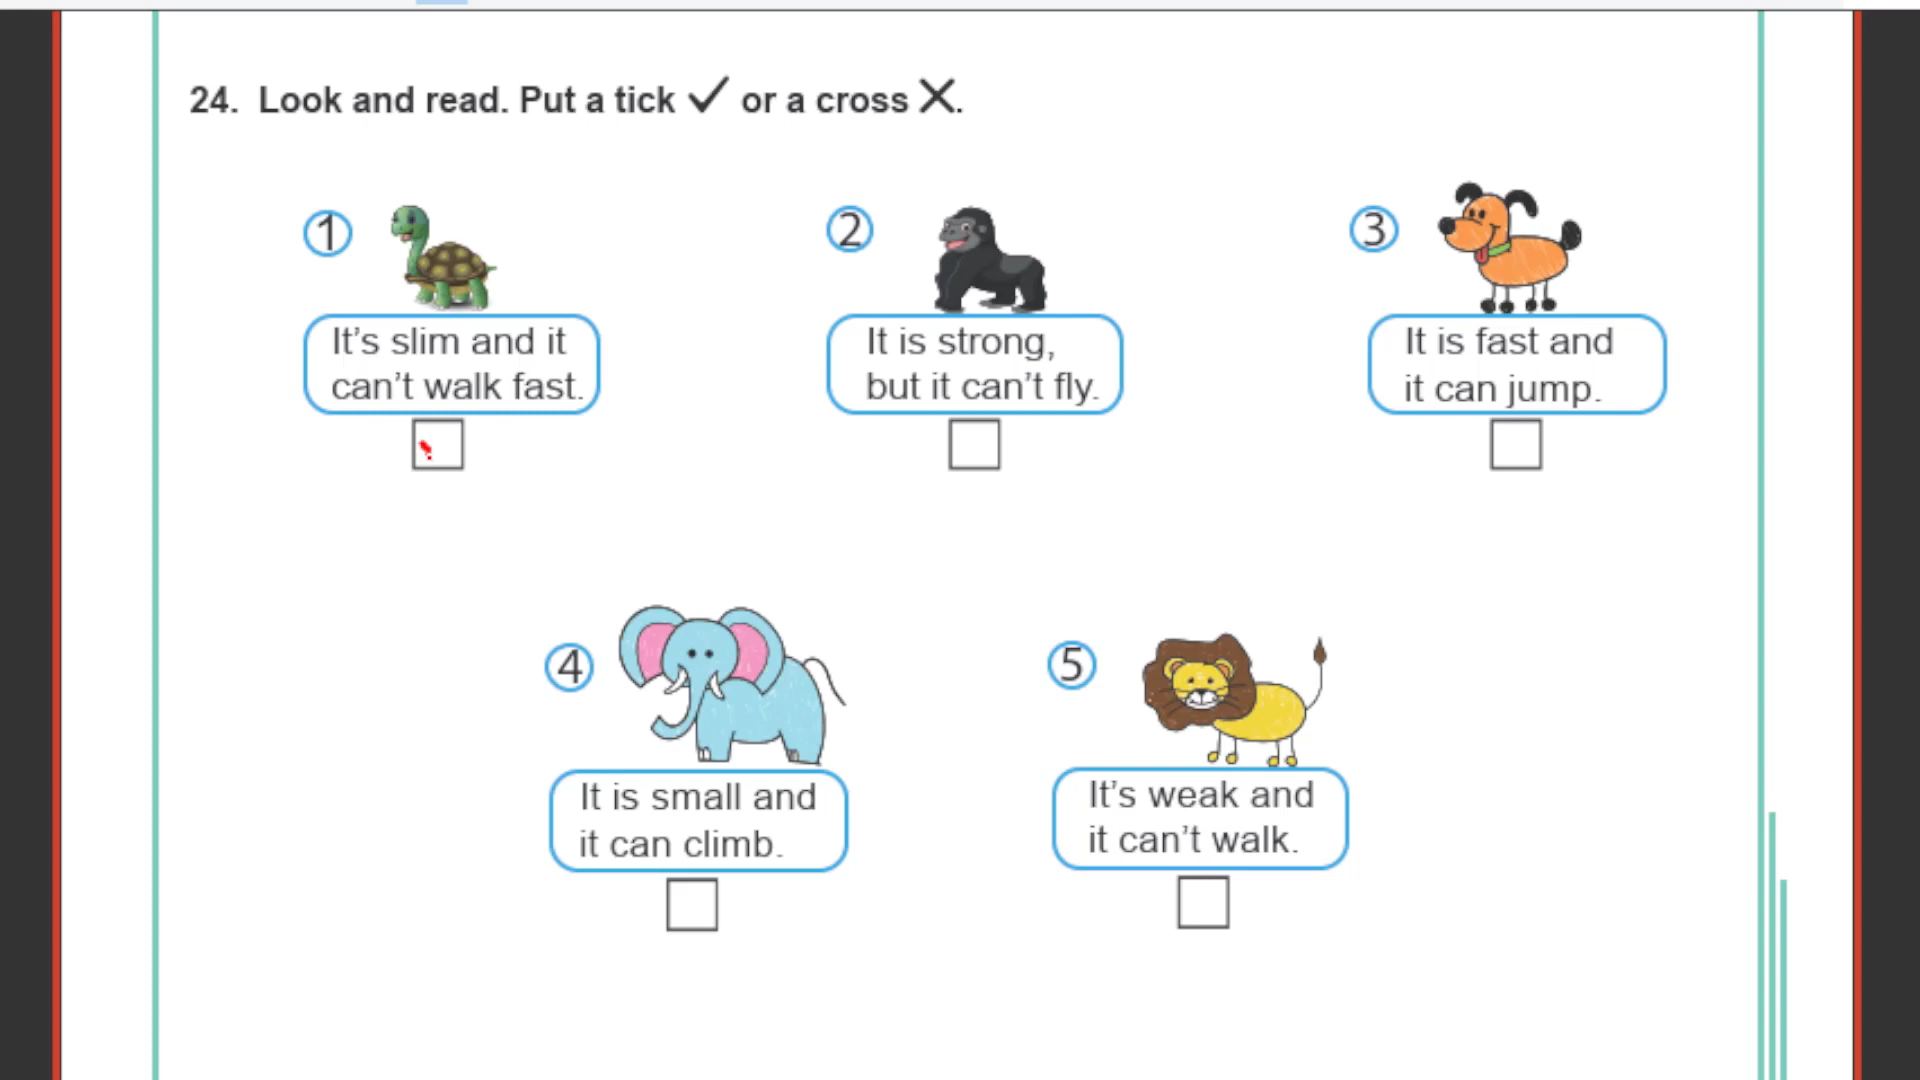 24. Look and read. Put a tick ✓ or a cross ✗.
1
2
3
It's slim and it
can't walk fast.
It is strong,
but it can't fly.
It is fast and
it can jump.
4
5
It is small and
it can climb.
It's weak and
it can't walk.